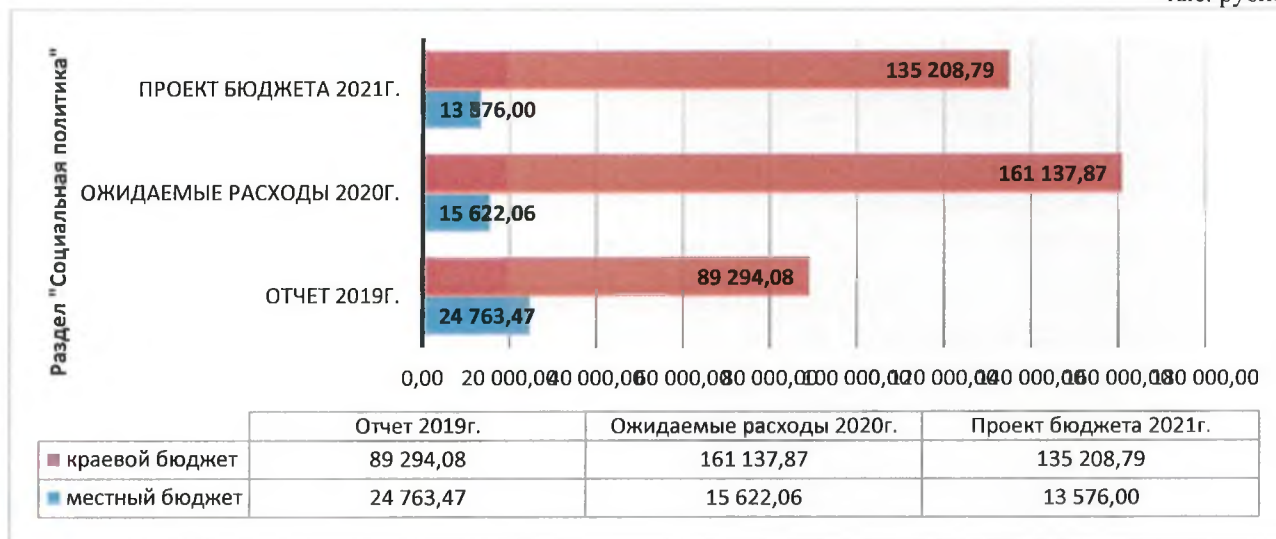 Раздел "Социальная политика"
ПРОЕКТ БЮДЖЕТА 2021Г.
135 208,79
13 576,00
ОЖИДАЕМЫЕ РАСХОДЫ 2020Г.
161 137,87
15 622,06
ОТЧЕТ 2019Г.
89 294,08
24 763,47
0,00 20 000,00 40 000,00 60 000,00 80 000,00 100 000,00 120 000,00 140 000,00 160 000,00 180 000,00
Отчет 2019г. Ожидаемые расходы 2020г. Проект бюджета 2021г.
краевой бюджет 89 294,08 161 137,87 135 208,79
местный бюджет 24 763,47 15 622,06 13 576,00